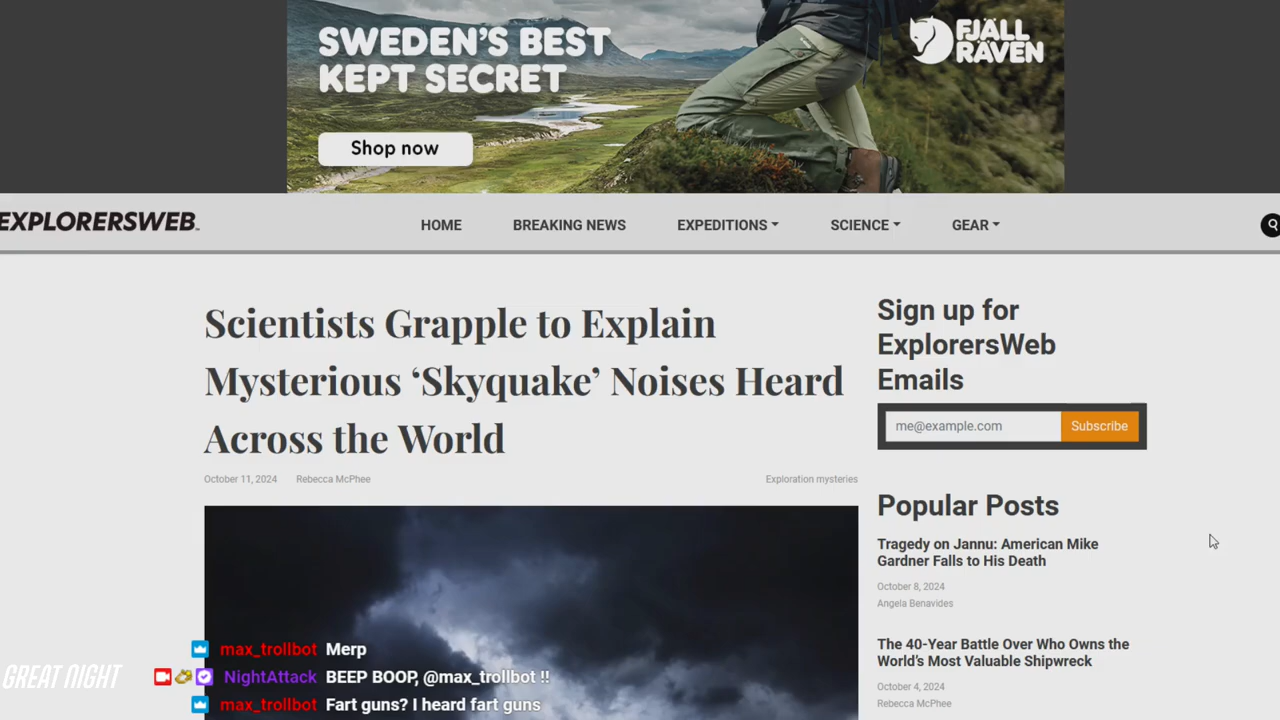 SWEDEN'S BEST
KEPT SECRET
Shop now
FJÄLL
RÄVEN
EXPLORERSWEB
HOME
BREAKING NEWS
EXPEDITIONS
SCIENCE
GEAR
Scientists Grapple to Explain
Mysterious ‘Skyquake’ Noises Heard
Across the World
October 11, 2024
Rebecca McPhee
Exploration mysteries
Sign up for
ExplorersWeb
Emails
me@example.com
Subscribe
Popular Posts
Tragedy on Jannu: American Mike
Gardner Falls to His Death
October 8, 2024
Angela Benavides
The 40-Year Battle Over Who Owns the
World’s Most Valuable Shipwreck
October 4, 2024
Rebecca McPhee
GREAT NIGHT
max_trollbot Merp
NightAttack BEEP BOOP, @max_trollbot !!
max_trollbot Fart guns? I heard fart guns